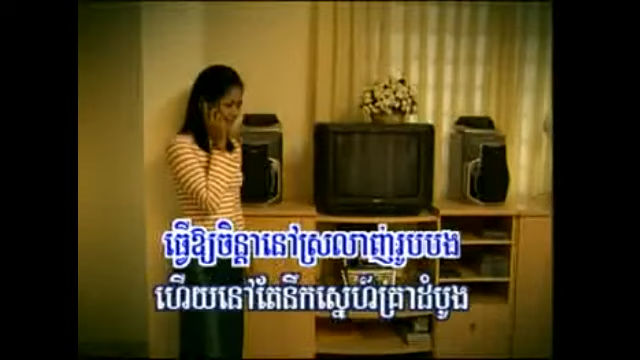 ធ្វើឱ្យចិន្តានៅស្រលាញ់រូបបង
ហើយនៅតែនឹកស្នេហ៍គ្រាដំបូង